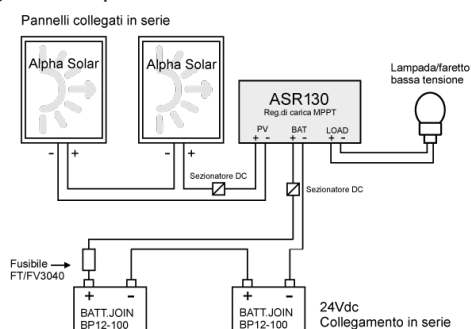 Pannelli collegati in serie
Alpha Solar
Alpha Solar
Lampada/faretto
bassa tensione
ASR130
Reg.di carica MPPT
PV BAT LOAD
+ - + - + -
- + - +
Sezionatore DC
Sezionatore DC
Fusibile
FT/FV3040
+ - + -
BATT.JOIN
BP12-100
BATT.JOIN
BP12-100
24Vdc
Collegamento in serie